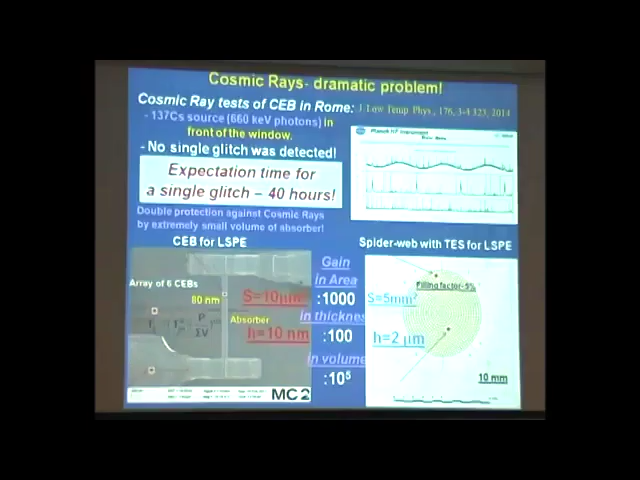 Cosmic Rays- dramatic problem!
Cosmic Ray tests of CEB in Rome: J Low Temp. Phys., 176, 3-4 323, 2014
- 137Cs source (660 keV photons) in
front of the window.
- No single glitch was detected!
Expectation time for
a single glitch – 40 hours!
Double protection against Cosmic Rays
by extremely small volume of absorber!
Planck HFI instrument
CEB for LSPE
Spider-web with TES for LSPE
Array of 6 CEBs
80 nm
Absorber
S=10µm²
h=10 nm
Gain
in Area
:1000
in thickness
:100
in volume
:10⁵
Filling factor-5%
S=5mm²
h=2 µm
10 mm
MC2